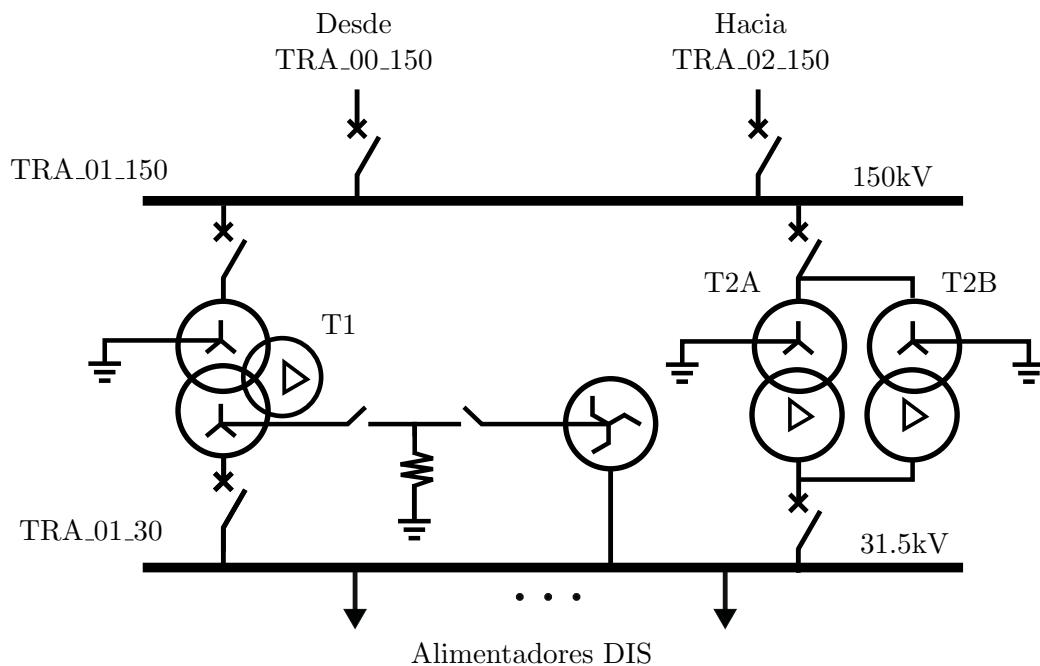 Desde
TRA_00_150
Hacia
TRA_02_150
TRA_01_150
150kV
T1
T2A
T2B
TRA_01_30
31.5kV
Alimentadores DIS